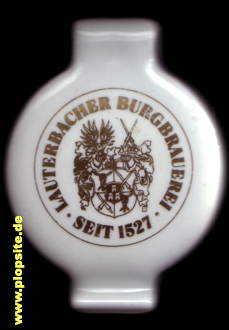 LAUTERBACHER BURGBRAUEREI
· SEIT 1527 ·
www.plopsite.de